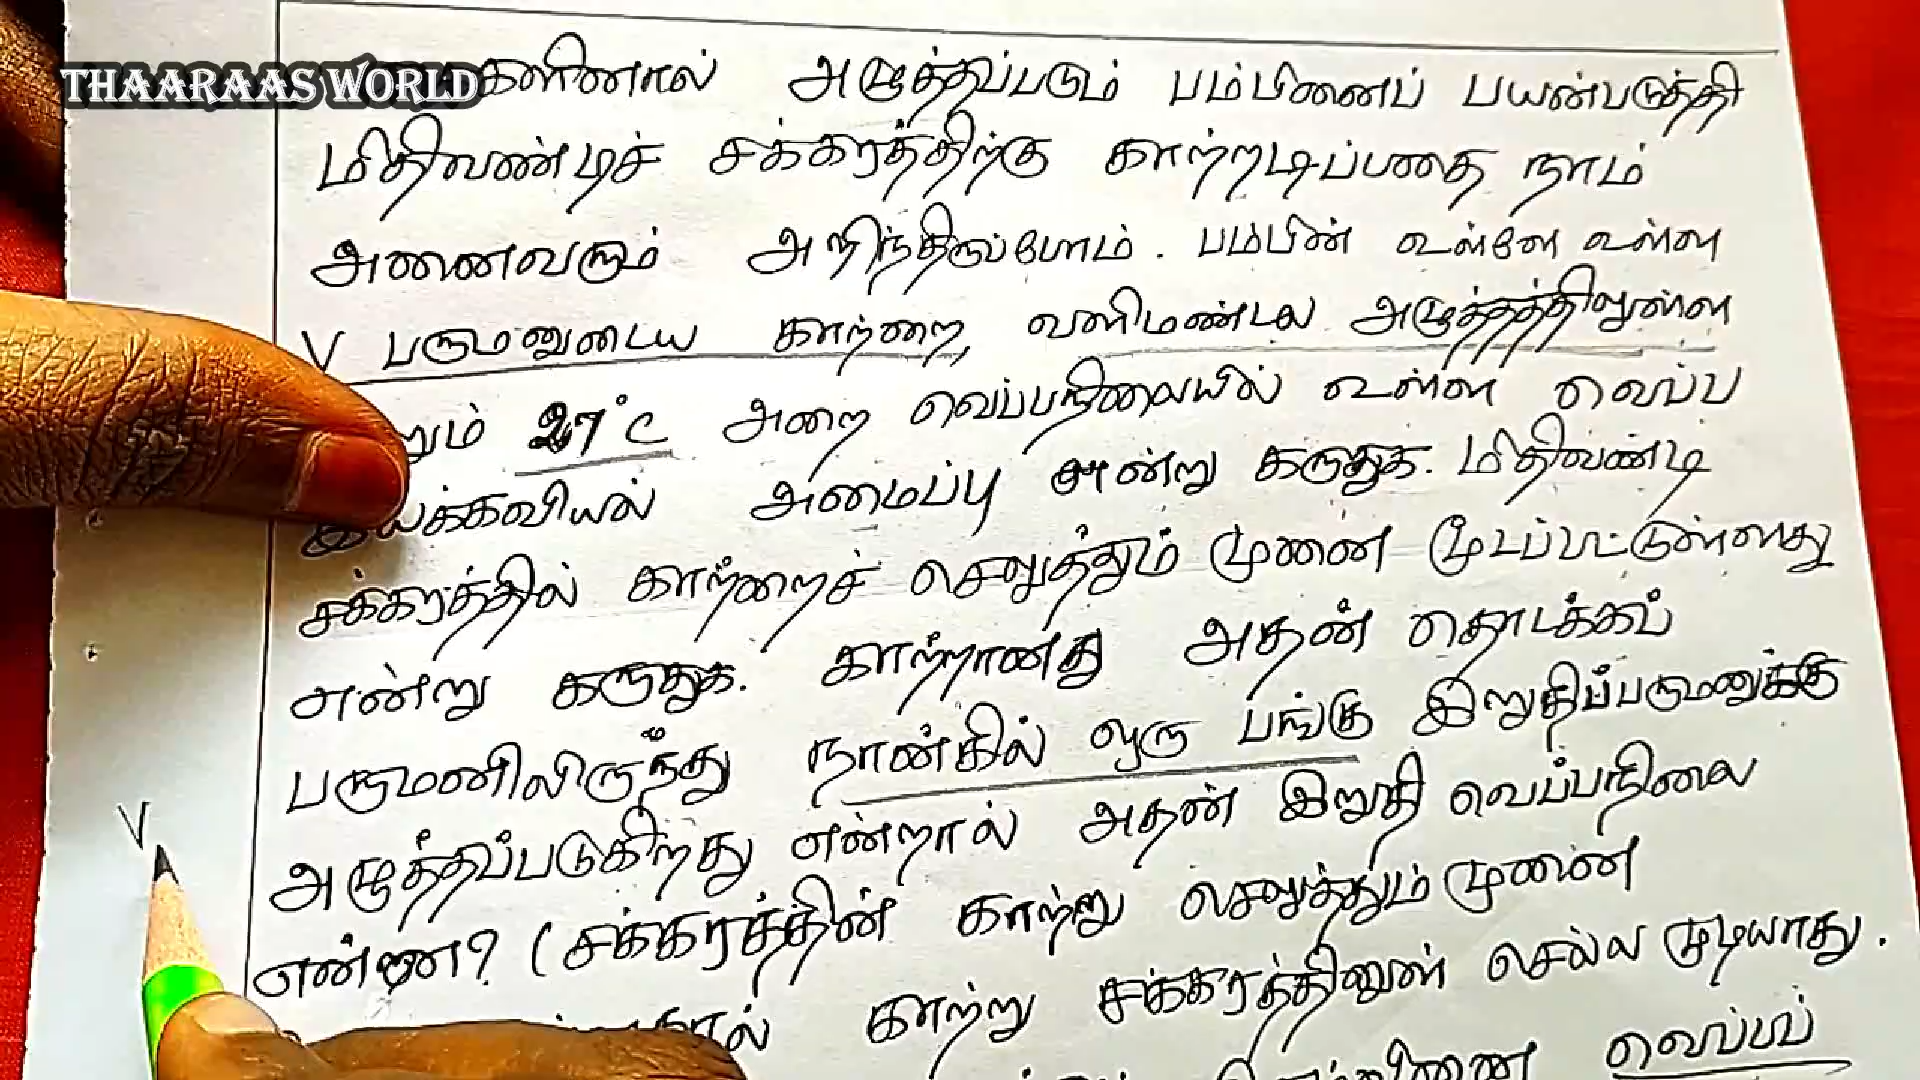 THAARAAS WORLD
களினால் அழுத்தப்படும் பம்பினைப் பயன்படுத்தி
மிதிவண்டிச் சக்கரத்திற்கு காற்றடிப்பதை நாம்
அனைவரும் அறிந்திருப்போம். பம்பின் உள்ளே உள்ள
V பருமனுடைய காற்றை, வளிமண்டல அழுத்தத்திலுள்ள
றும் 27°C அறை வெப்பநிலையில் உள்ள வெப்ப
இயக்கவியல் அமைப்பு என்று கருதுக. மிதிவண்டி
சக்கரத்தில் காற்றைச் செலுத்தும் முனை மூடப்பட்டுள்ளது
என்று கருதுக. காற்றானது அதன் தொடக்கப்
பருமனிலிருந்து நான்கில் ஒரு பங்கு இறுதிப்பருமனுக்கு
V அழுத்தப்படுகிறது என்றால் அதன் இறுதி வெப்பநிலை
என்ன? (சக்கரத்தின் காற்று செலுத்தும் முனை
காற்று சக்கரத்தினுள் செல்ல முடியாது.
வெப்பப்